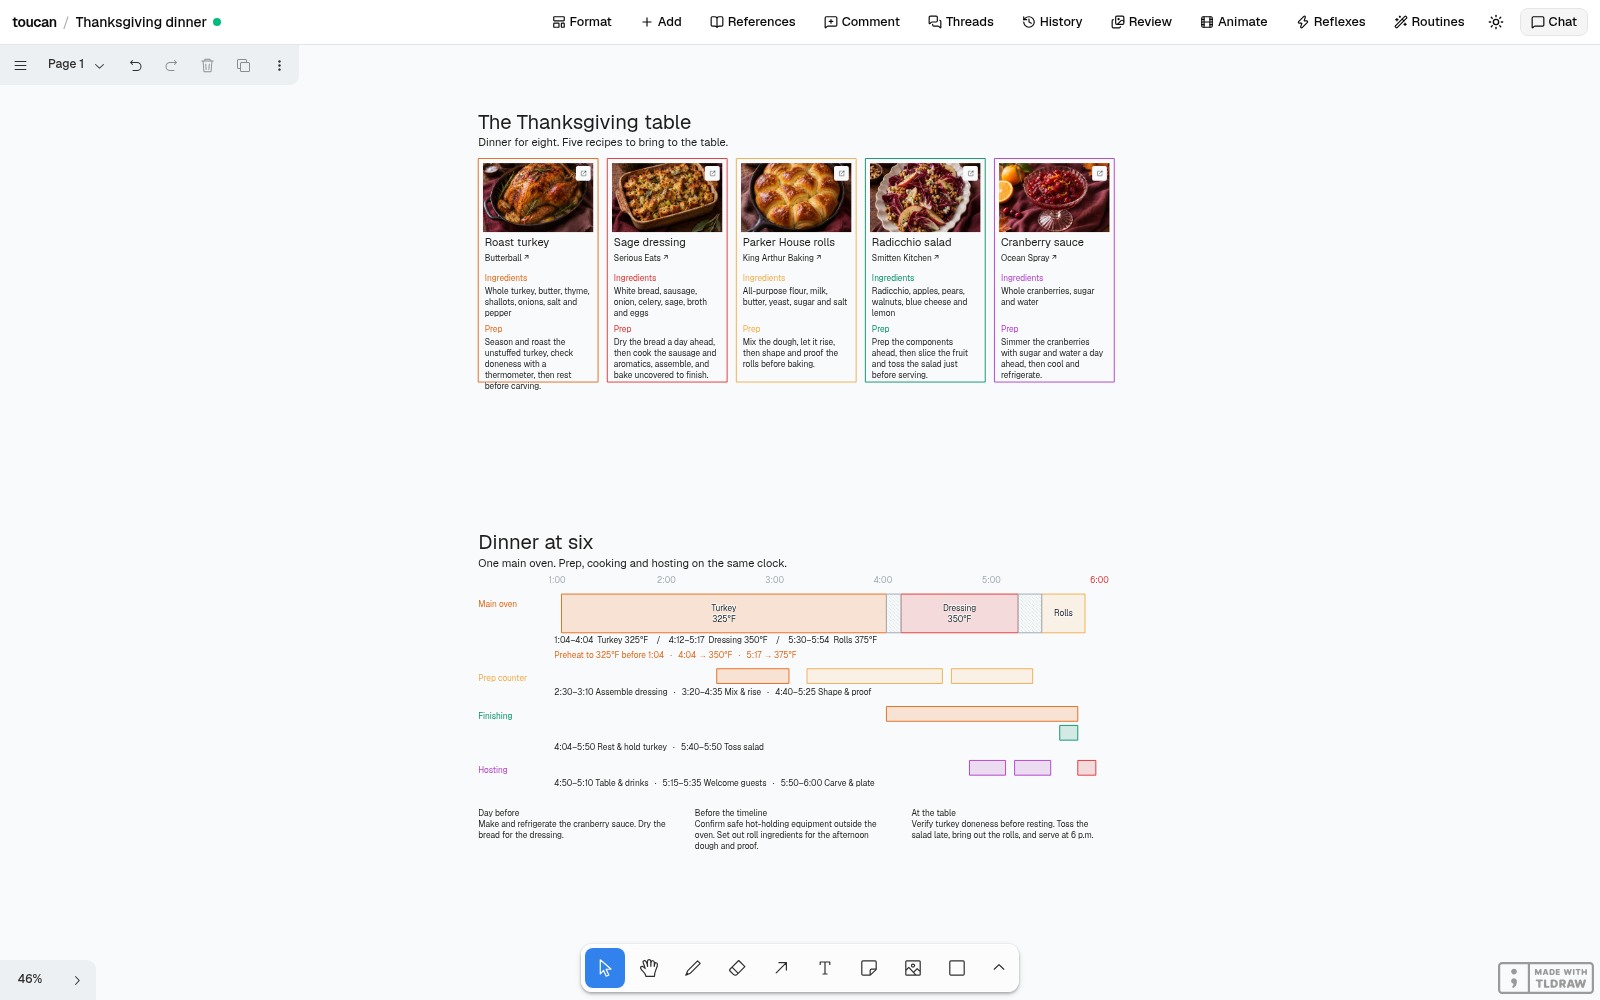 toucan / Thanksgiving dinner
Format
Add
References
Comment
Threads
History
Review
Animate
Reflexes
Routines
Chat
Page 1
The Thanksgiving table
Dinner for eight. Five recipes to bring to the table.
Roast turkey
Butterball ↗
Ingredients
Whole turkey, butter, thyme,
shallots, onions, salt and
pepper
Prep
Season and roast the
unstuffed turkey, check
doneness with a
thermometer, then rest
before carving.
Sage dressing
Serious Eats ↗
Ingredients
White bread, sausage,
onion, celery, sage, broth
and eggs
Prep
Dry the bread a day ahead,
then cook the sausage and
aromatics, assemble, and
bake uncovered to finish.
Parker House rolls
King Arthur Baking ↗
Ingredients
All-purpose flour, milk,
butter, yeast, sugar and salt
Prep
Mix the dough, let it rise,
then shape and proof the
rolls before baking.
Radicchio salad
Smitten Kitchen ↗
Ingredients
Radicchio, apples, pears,
walnuts, blue cheese and
lemon
Prep
Prep the components
ahead, then slice the fruit
and toss the salad just
before serving.
Cranberry sauce
Ocean Spray ↗
Ingredients
Whole cranberries, sugar
and water
Prep
Simmer the cranberries
with sugar and water a day
ahead, then cool and
refrigerate.
Dinner at six
One main oven. Prep, cooking and hosting on the same clock.
1:00 2:00 3:00 4:00 5:00 6:00
Main oven
Turkey
325°F
Dressing
350°F
Rolls
1:04–4:04 Turkey 325°F / 4:12–5:17 Dressing 350°F / 5:30–5:54 Rolls 375°F
Preheat to 325°F before 1:04 · 4:04 → 350°F · 5:17 → 375°F
Prep counter
2:30–3:10 Assemble dressing · 3:20–4:35 Mix & rise · 4:40–5:25 Shape & proof
Finishing
4:04–5:50 Rest & hold turkey · 5:40–5:50 Toss salad
Hosting
4:50–5:10 Table & drinks · 5:15–5:35 Welcome guests · 5:50–6:00 Carve & plate
Day before
Make and refrigerate the cranberry sauce. Dry the
bread for the dressing.
Before the timeline
Confirm safe hot-holding equipment outside the
oven. Set out roll ingredients for the afternoon
dough and proof.
At the table
Verify turkey doneness before resting. Toss the
salad late, bring out the rolls, and serve at 6 p.m.
46%
MADE WITH
TLDRAW